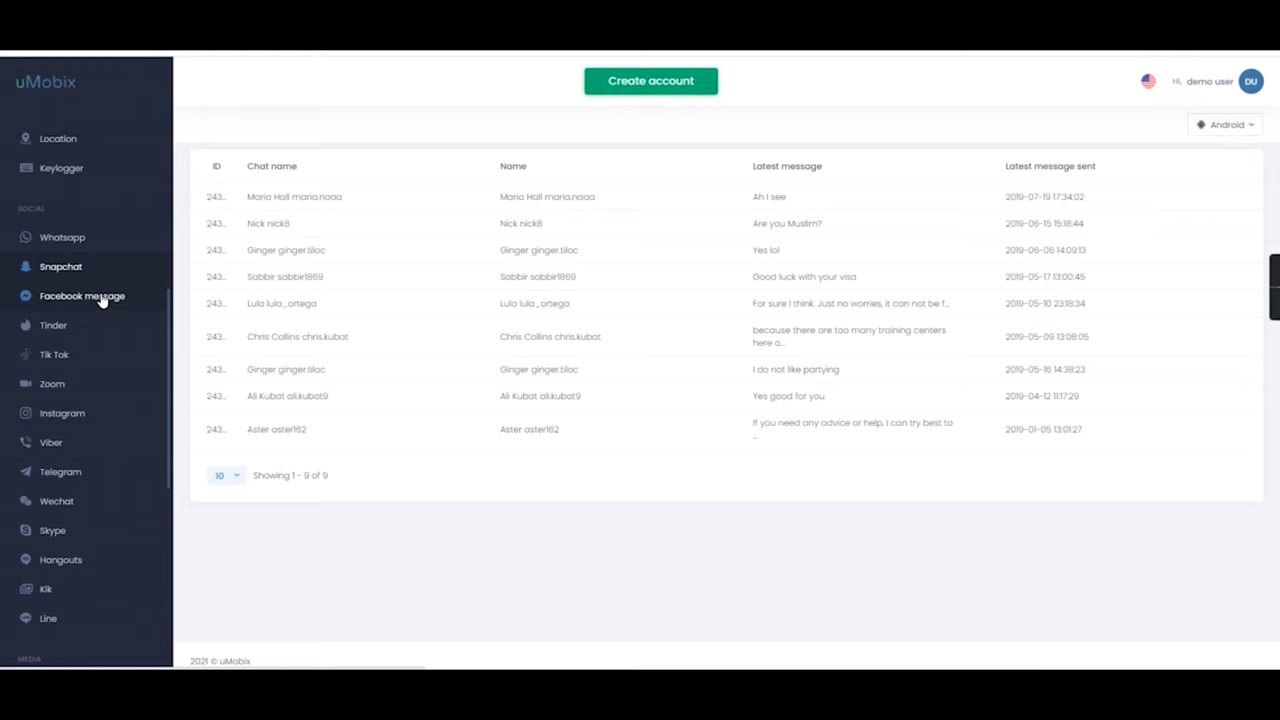 uMobix
Create account
Hi, demo user DU
Android
Location
Keylogger
SOCIAL
Whatsapp
Snapchat
Facebook message
Tinder
Tik Tok
Zoom
Instagram
Viber
Telegram
Wechat
Skype
Hangouts
Kik
Line
MEDIA
ID Chat name Name Latest message Latest message sent
243... Maria Hall maria.naaa Maria Hall maria.naaa Ah I see 2019-07-19 17:34:02
243... Nick nick8 Nick nick8 Are you Muslim? 2019-06-15 15:18:44
243... Ginger ginger.tiloc Ginger ginger.tiloc Yes lol 2019-06-06 14:09:13
243... Sabbir sabbir1869 Sabbir sabbir1869 Good luck with your visa 2019-05-17 13:00:45
243... Lula lula_ortega Lula lula_ortega For sure I think. Just no worries, it can not be f... 2019-05-10 23:18:34
243... Chris Collins chris.kubat Chris Collins chris.kubat because there are too many training centers 2019-05-09 13:08:05
here o...
243... Ginger ginger.tiloc Ginger ginger.tiloc I do not like partying 2019-05-16 14:38:23
243... Ali Kubat ali.kubat9 Ali Kubat ali.kubat9 Yes good for you 2019-04-12 11:17:29
243... Aster aster162 Aster aster162 If you need any advice or help, I can try best to 2019-01-05 13:01:27
...
10 Showing 1 - 9 of 9
2021 © uMobix